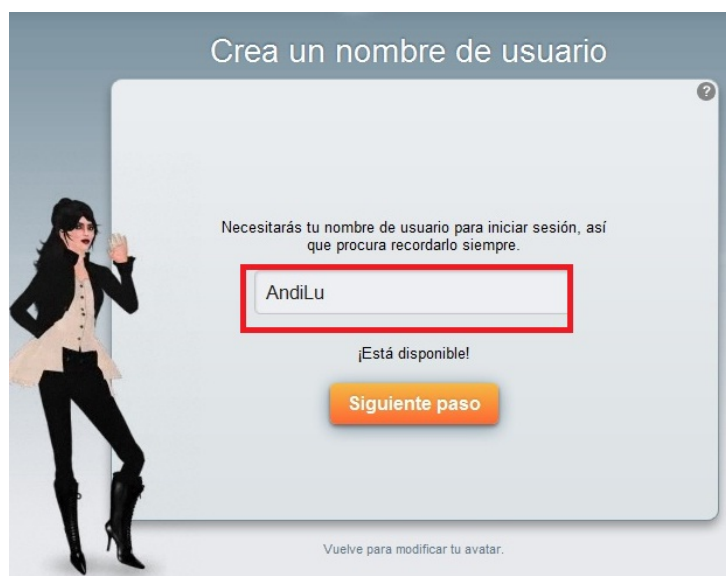 Crea un nombre de usuario
?
Necesitarás tu nombre de usuario para iniciar sesión, así
que procura recordarlo siempre.
AndiLu
¡Está disponible!
Siguiente paso
Vuelve para modificar tu avatar.